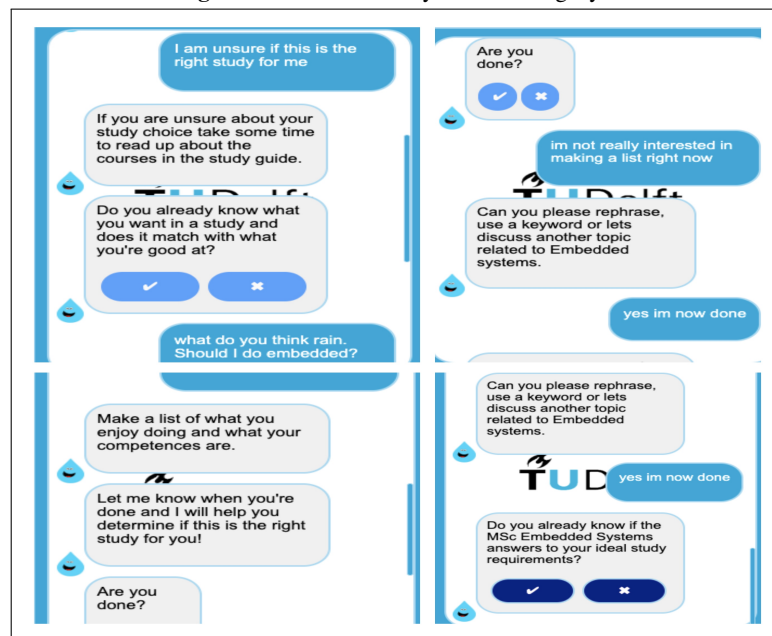 I am unsure if this is the
right study for me
If you are unsure about your
study choice take some time
to read up about the
courses in the study guide.
TUDelft
Do you already know what
you want in a study and
does it match with what
you're good at?
what do you think rain.
Should I do embedded?
Make a list of what you
enjoy doing and what your
competences are.
Let me know when you're
done and I will help you
determine if this is the right
study for you!
Are you
done?
Are you
done?
im not really interested in
making a list right now
TUDelft
Can you please rephrase,
use a keyword or lets
discuss another topic
related to Embedded
systems.
yes im now done
Can you please rephrase,
use a keyword or lets
discuss another topic
related to Embedded
systems.
TUD
yes im now done
Do you already know if the
MSc Embedded Systems
answers to your ideal study
requirements?